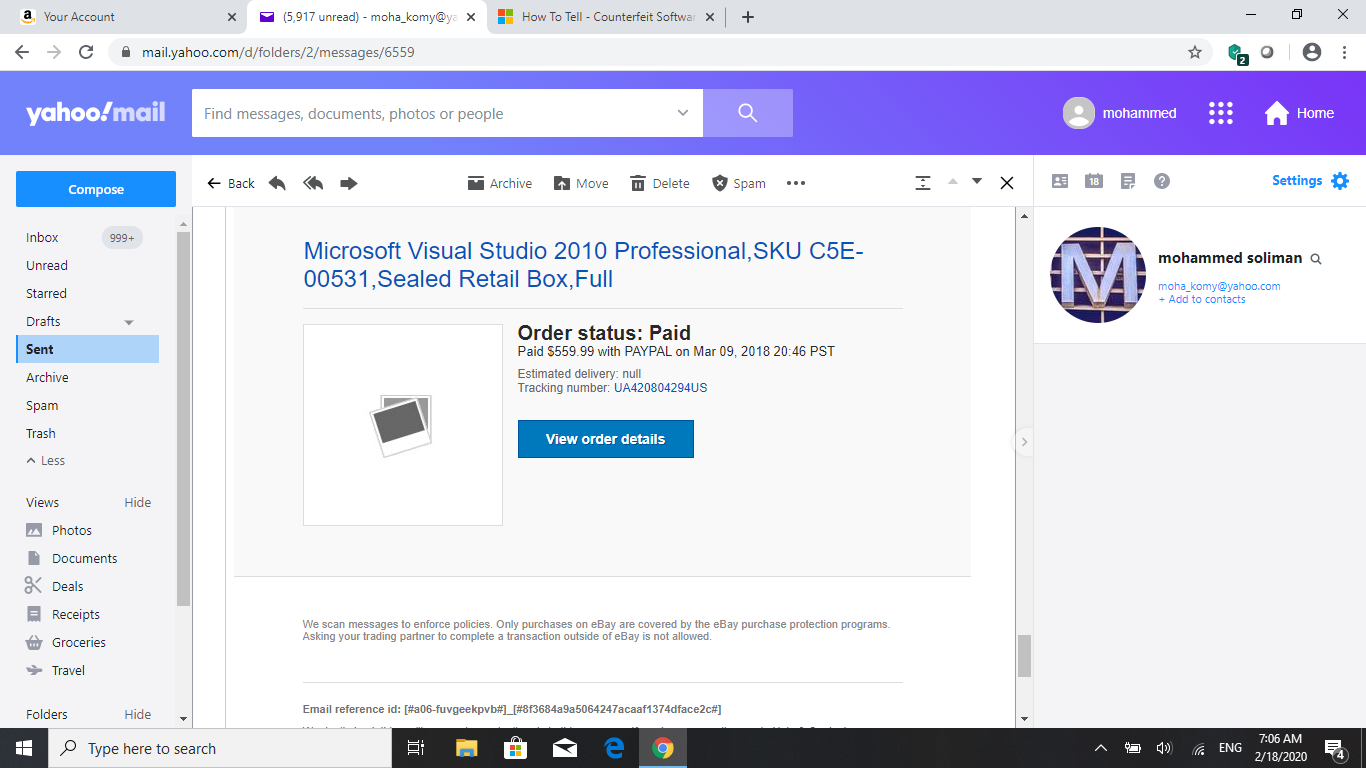 Your Account
(5,917 unread) - moha_komy@ya
How To Tell - Counterfeit Softwar
mail.yahoo.com/d/folders/2/messages/6559
2
yahoo!mail
Find messages, documents, photos or people
mohammed
Home
Compose
Back
Archive
Move
Delete
Spam
18
Settings
Inbox
999+
Unread
Starred
Drafts
Sent
Archive
Spam
Trash
Less
Views
Hide
Photos
Documents
Deals
Receipts
Groceries
Travel
Folders
Hide
Microsoft Visual Studio 2010 Professional,SKU C5E-
00531,Sealed Retail Box,Full
Order status: Paid
Paid $559.99 with PAYPAL on Mar 09, 2018 20:46 PST
Estimated delivery: null
Tracking number: UA420804294US
View order details
We scan messages to enforce policies. Only purchases on eBay are covered by the eBay purchase protection programs.
Asking your trading partner to complete a transaction outside of eBay is not allowed.
Email reference id: [#a06-fuvgeekpvb#]_[#8f3684a9a5064247acaaf1374dface2c#]
M
mohammed soliman
moha_komy@yahoo.com
+ Add to contacts
Type here to search
ENG
7:06 AM
2/18/2020
4